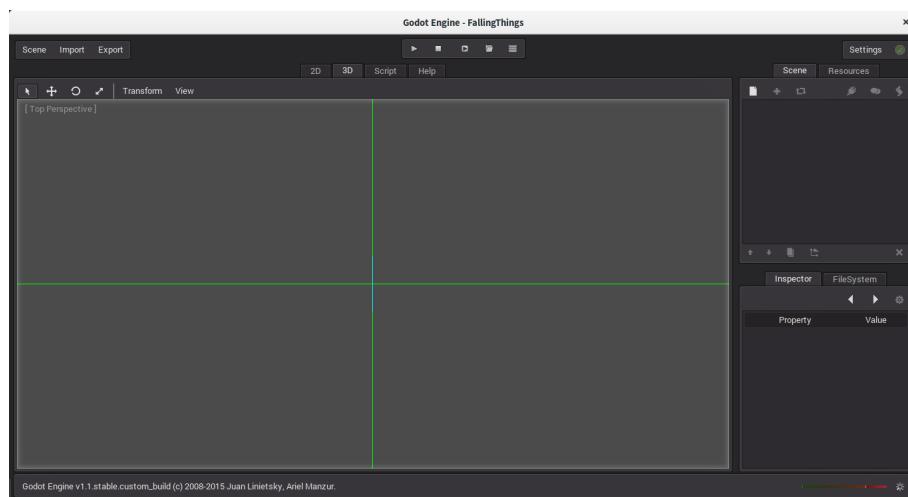 Godot Engine - FallingThings
Scene Import Export
Settings
2D 3D Script Help
Scene Resources
Transform View
[ Top Perspective ]
Inspector FileSystem
Property Value
Godot Engine v1.1.stable.custom_build (c) 2008-2015 Juan Linietsky, Ariel Manzur.